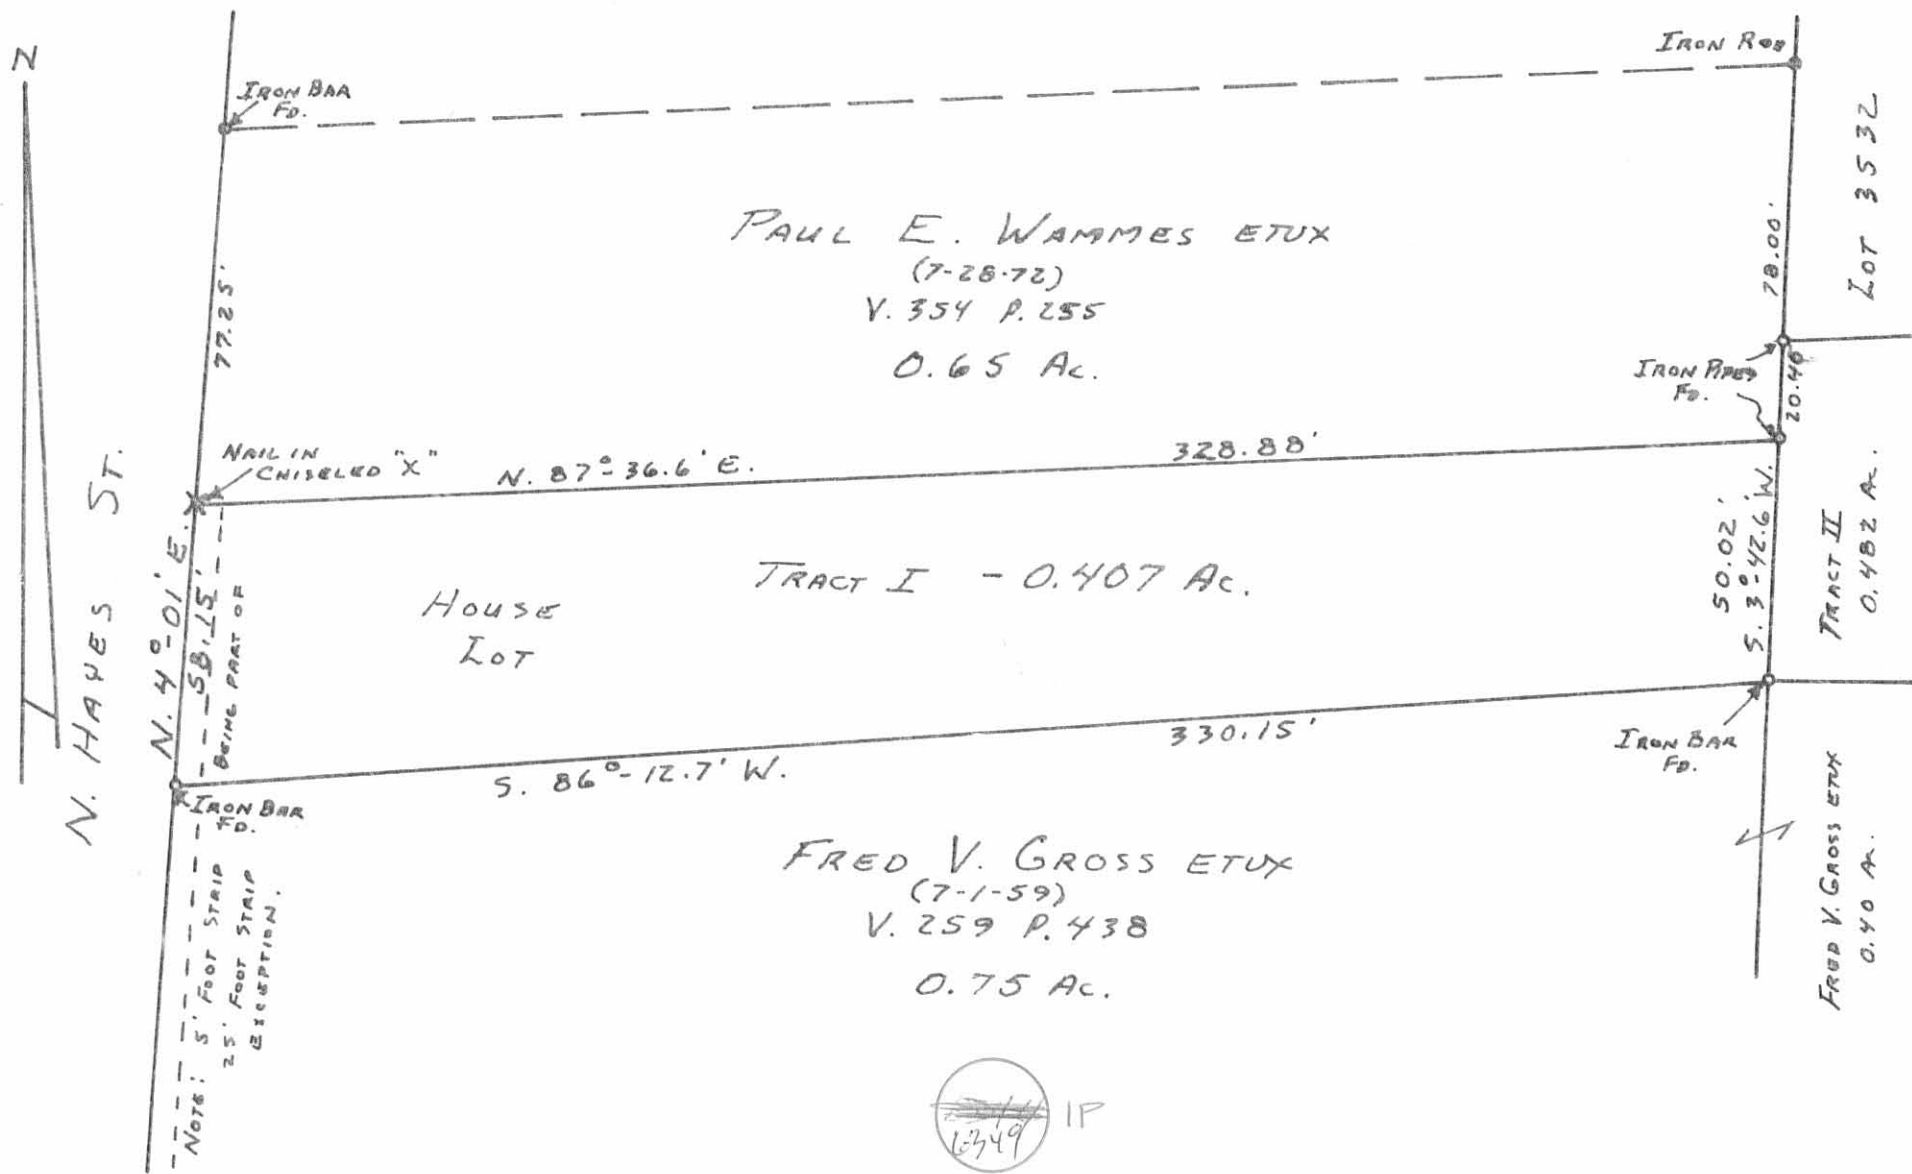 N
IRON BAR
FD.
IRON ROD
LOT 3532
PAUL E. WAMMES ETUX
(7-28-72)
V. 354 P. 255
0.65 AC.
77.25'
78.00'
IRON PIPES
FD.
20.40
NAIL IN
CHISELED "X"
N. 87°-36.6' E.
328.88'
N. HAYES ST.
N. 4°-01' E.
58.15'
BEING PART OF
HOUSE
LOT
TRACT I - 0.407 AC.
50.02'
S. 3°-42.6' W.
TRACT II
0.482 AC.
S. 86°-12.7' W.
330.15'
IRON BAR
FD.
IRON BAR
FD.
NOTE: 5' FOOT STRIP
25' FOOT STRIP
EXCEPTION.
FRED V. GROSS ETUX
(7-1-59)
V. 259 P. 438
0.75 AC.
FRED V. GROSS ETUX
0.40 AC.
6349
IP